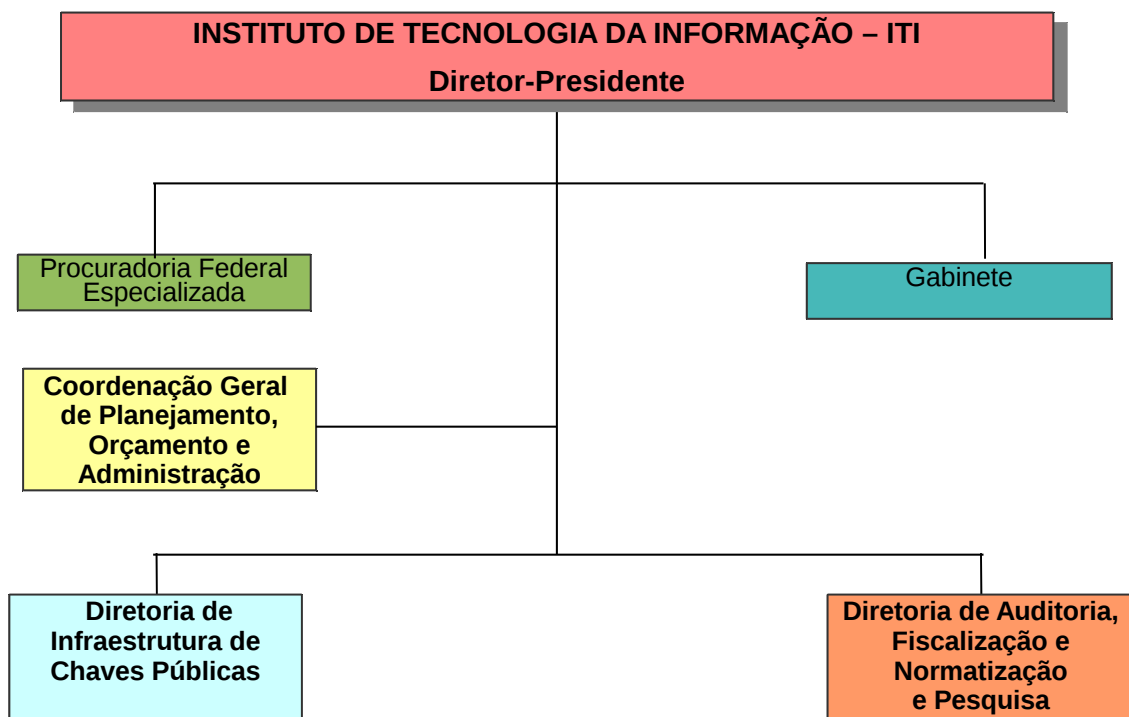 INSTITUTO DE TECNOLOGIA DA INFORMAÇÃO – ITI
Diretor-Presidente
Procuradoria Federal
Especializada
Gabinete
Coordenação Geral
de Planejamento,
Orçamento e
Administração
Diretoria de
Infraestrutura de
Chaves Públicas
Diretoria de Auditoria,
Fiscalização e
Normatização
e Pesquisa